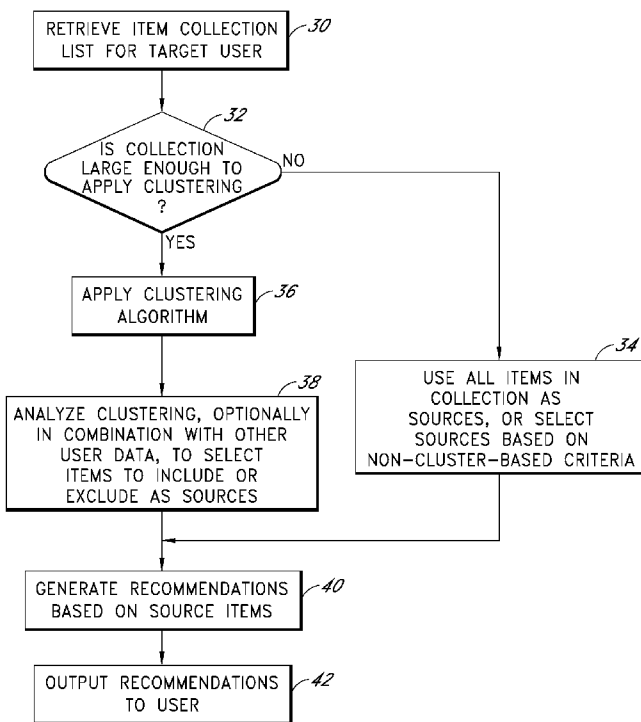 RETRIEVE ITEM COLLECTION
LIST FOR TARGET USER
30
32
IS
COLLECTION
LARGE ENOUGH TO
APPLY CLUSTERING
?
NO
YES
APPLY CLUSTERING
ALGORITHM
36
34
USE ALL ITEMS IN
COLLECTION AS
SOURCES, OR SELECT
SOURCES BASED ON
NON-CLUSTER-BASED CRITERIA
38
ANALYZE CLUSTERING, OPTIONALLY
IN COMBINATION WITH OTHER
USER DATA, TO SELECT
ITEMS TO INCLUDE OR
EXCLUDE AS SOURCES
GENERATE RECOMMENDATIONS
BASED ON SOURCE ITEMS
40
OUTPUT RECOMMENDATIONS
TO USER
42